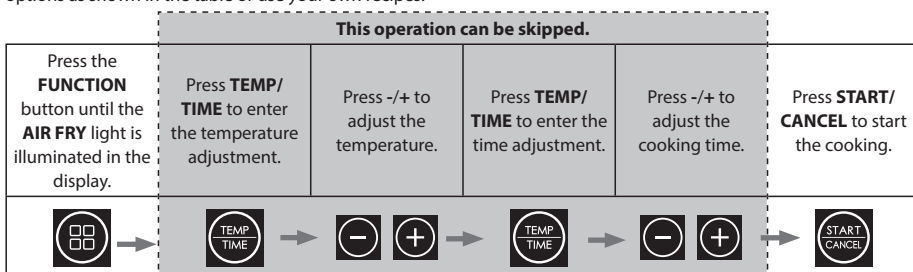 options as shown in the table or use your own recipes.
This operation can be skipped.
Press the
FUNCTION
button until the
AIR FRY light is
illuminated in the
display.
Press TEMP/
TIME to enter
the temperature
adjustment.
Press -/+ to
adjust the
temperature.
Press TEMP/
TIME to enter the
time adjustment.
Press -/+ to
adjust the
cooking time.
Press START/
CANCEL to start
the cooking.
TEMP
TIME
- +
TEMP
TIME
- +
START
CANCEL